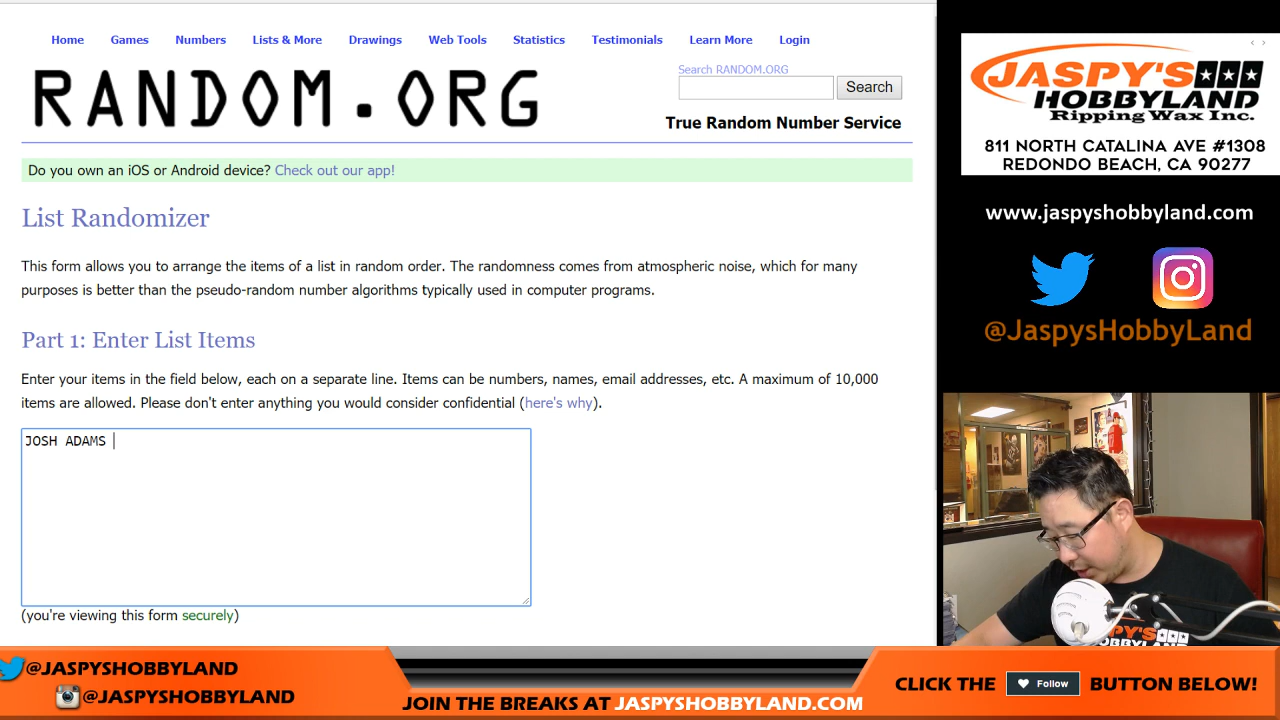 Home Games Numbers Lists & More Drawings Web Tools Statistics Testimonials Learn More Login
RANDOM.ORG
Search RANDOM.ORG
Search
True Random Number Service
Do you own an iOS or Android device? Check out our app!
List Randomizer
This form allows you to arrange the items of a list in random order. The randomness comes from atmospheric noise, which for many
purposes is better than the pseudo-random number algorithms typically used in computer programs.
Part 1: Enter List Items
Enter your items in the field below, each on a separate line. Items can be numbers, names, email addresses, etc. A maximum of 10,000
items are allowed. Please don't enter anything you would consider confidential (here's why).
JOSH ADAMS
(you're viewing this form securely)
JASPY'S
HOBBYLAND
Ripping Wax Inc.
811 NORTH CATALINA AVE #1308
REDONDO BEACH, CA 90277
www.jaspyshobbyland.com
@JaspysHobbyLand
JASPY'S
@JASPYSHOBBYLAND
@JASPYSHOBBYLAND
JOIN THE BREAKS AT JASPYSHOBBYLAND.COM
CLICK THE Follow BUTTON BELOW!